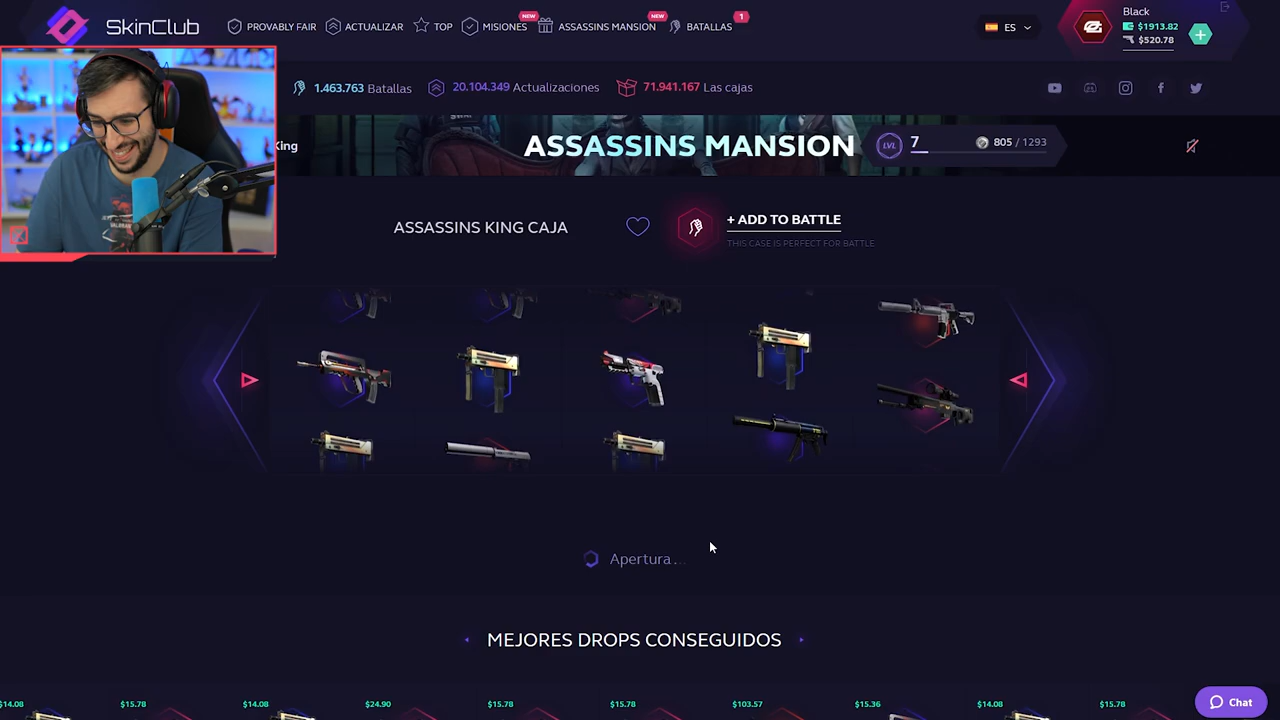 SkinClub
PROVABLY FAIR
ACTUALIZAR
TOP
MISIONES
NEW
ASSASSINS MANSION
NEW
BATALLAS
1
ES
Black
$1913.82
$520.78
1.463.763 Batallas
20.104.349 Actualizaciones
71.941.167 Las cajas
King
ASSASSINS MANSION
LVL
7
805 / 1293
ASSASSINS KING CAJA
+ ADD TO BATTLE
THIS CASE IS PERFECT FOR BATTLE
Apertura...
MEJORES DROPS CONSEGUIDOS
$14.08
$15.78
$14.08
$24.90
$15.78
$15.78
$103.57
$15.36
$14.08
$15.78
Chat